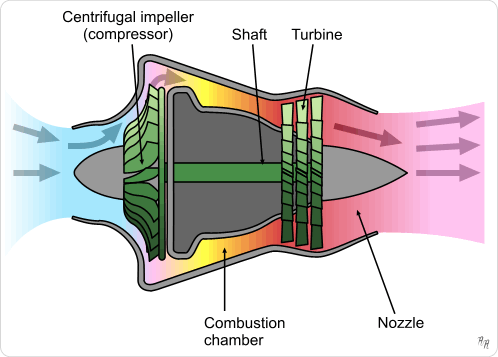 Centrifugal impeller
(compressor)
Shaft
Turbine
Combustion
chamber
Nozzle